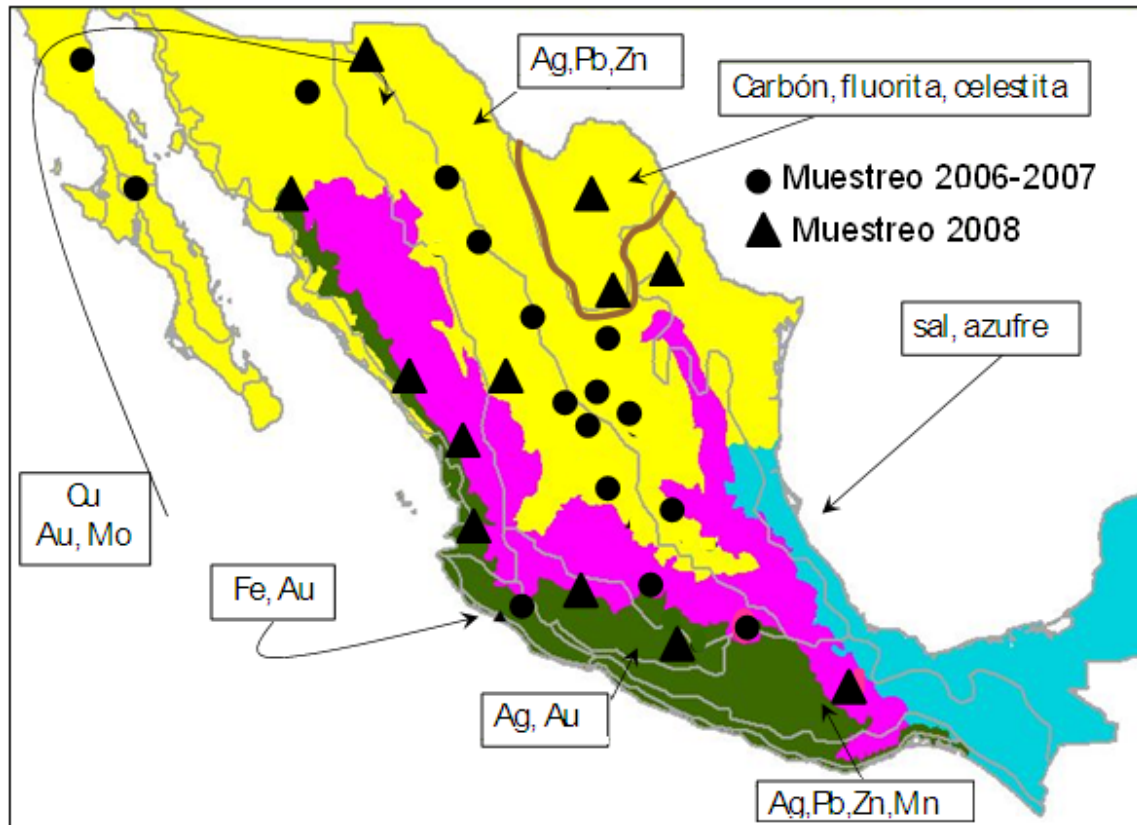 Ag,Pb,Zn
Carbón, fluorita, celestita
Muestreo 2006-2007
Muestreo 2008
sal, azufre
Cu
Au, Mo
Fe, Au
Ag, Au
Ag,Pb,Zn,Mn